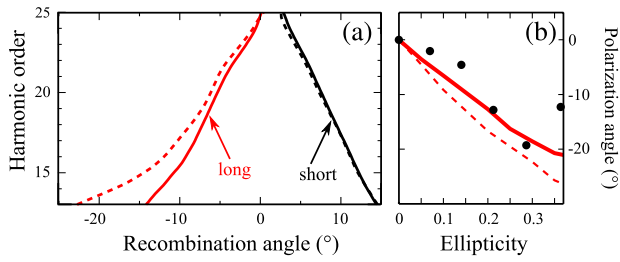 Harmonic order
25
20
15
(a)
long
short
-20
-10
0
10
Recombination angle (°)
(b)
0
-10
-20
Polarization angle (°)
0
0.1
0.2
0.3
Ellipticity